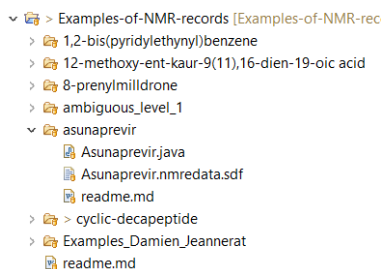 > Examples-of-NMR-records [Examples-of-NMR-rec
1,2-bis(pyridylethynyl)benzene
12-methoxy-ent-kaur-9(11),16-dien-19-oic acid
8-prenylmilldrone
ambiguous_level_1
asunaprevir
Asunaprevir.java
Asunaprevir.nmredata.sdf
readme.md
> cyclic-decapeptide
Examples_Damien_Jeannerat
readme.md